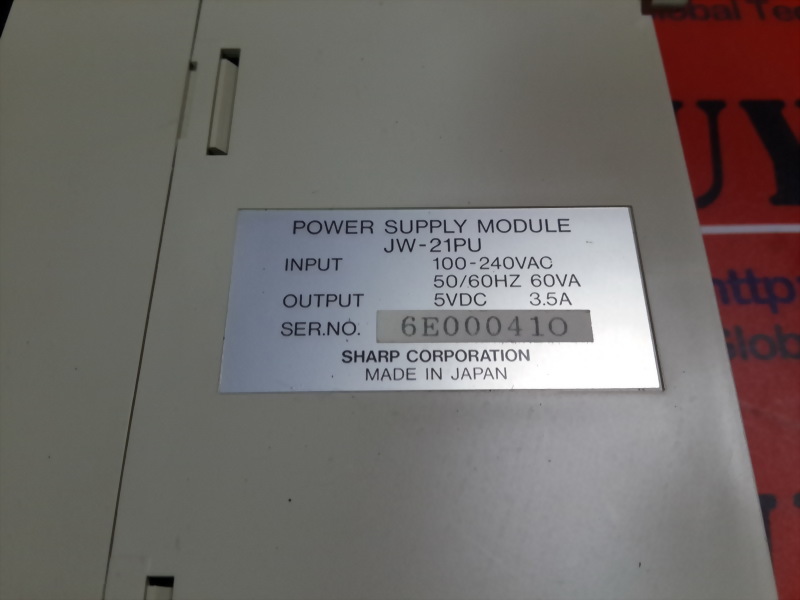 POWER SUPPLY MODULE
JW-21PU
INPUT 100-240VAC
50/60HZ 60VA
OUTPUT 5VDC 3.5A
SER.NO. 6E000410
SHARP CORPORATION
MADE IN JAPAN